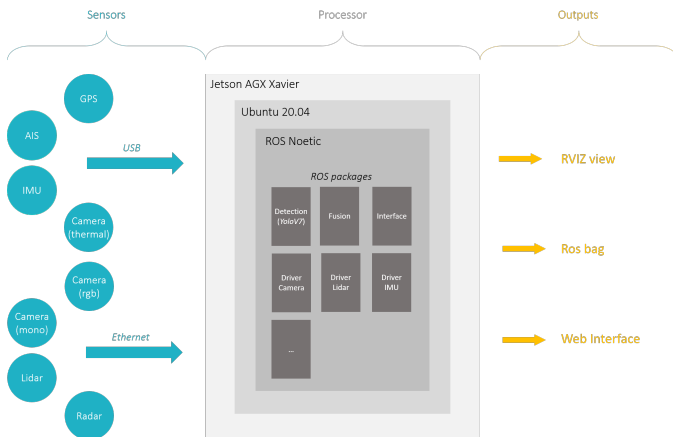 Sensors
Processor
Outputs
GPS
AIS
IMU
Camera
(thermal)
USB
Camera
(rgb)
Camera
(mono)
Lidar
Radar
Ethernet
Jetson AGX Xavier
Ubuntu 20.04
ROS Noetic
ROS packages
Detection
(YoloV7)
Fusion
Interface
Driver
Camera
Driver
Lidar
Driver
IMU
...
RVIZ view
Ros bag
Web Interface